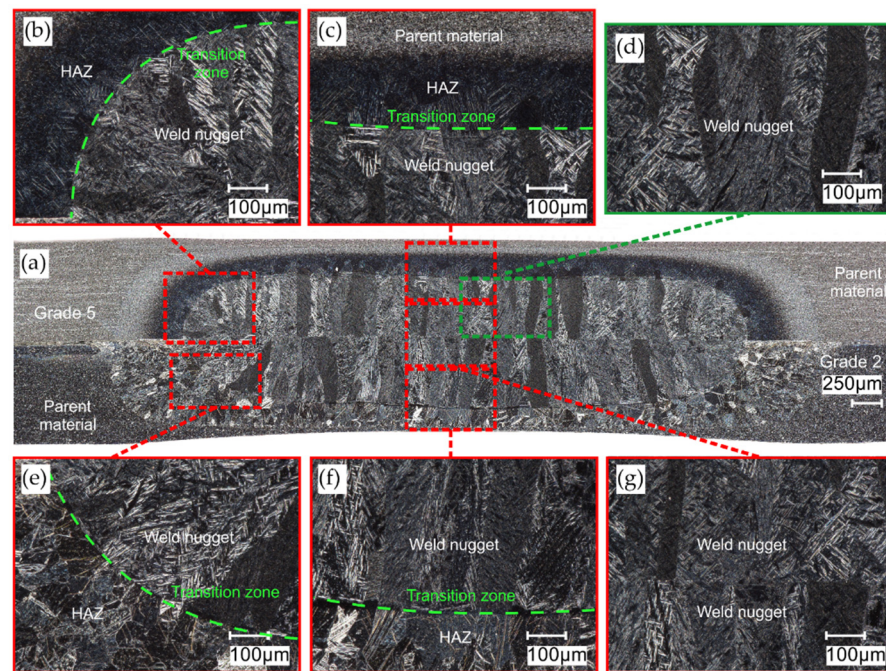 (b)
HAZ
Transition
zone
Weld nugget
100µm
(c)
Parent material
HAZ
Transition zone
Weld nugget
100µm
(d)
Weld nugget
100µm
(a)
Grade 5
Parent
material
Parent
material
Grade 2
250µm
(e)
Weld nugget
Transition zone
HAZ
100µm
(f)
Weld nugget
Transition zone
HAZ
100µm
(g)
Weld nugget
Weld nugget
100µm